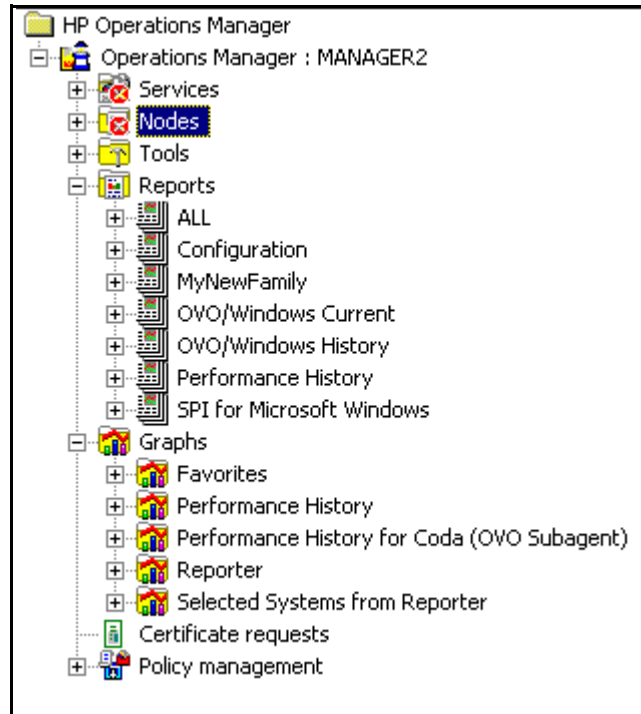 HP Operations Manager
Operations Manager : MANAGER2
Services
Nodes
Tools
Reports
ALL
Configuration
MyNewFamily
OVO/Windows Current
OVO/Windows History
Performance History
SPI for Microsoft Windows
Graphs
Favorites
Performance History
Performance History for Coda (OVO Subagent)
Reporter
Selected Systems from Reporter
Certificate requests
Policy management